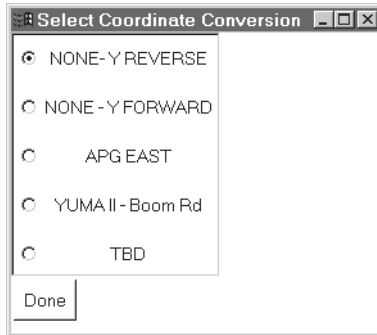 Select Coordinate Conversion
NONE-Y REVERSE
NONE-Y FORWARD
APG EAST
YUMA II - Boom Rd
TBD
Done